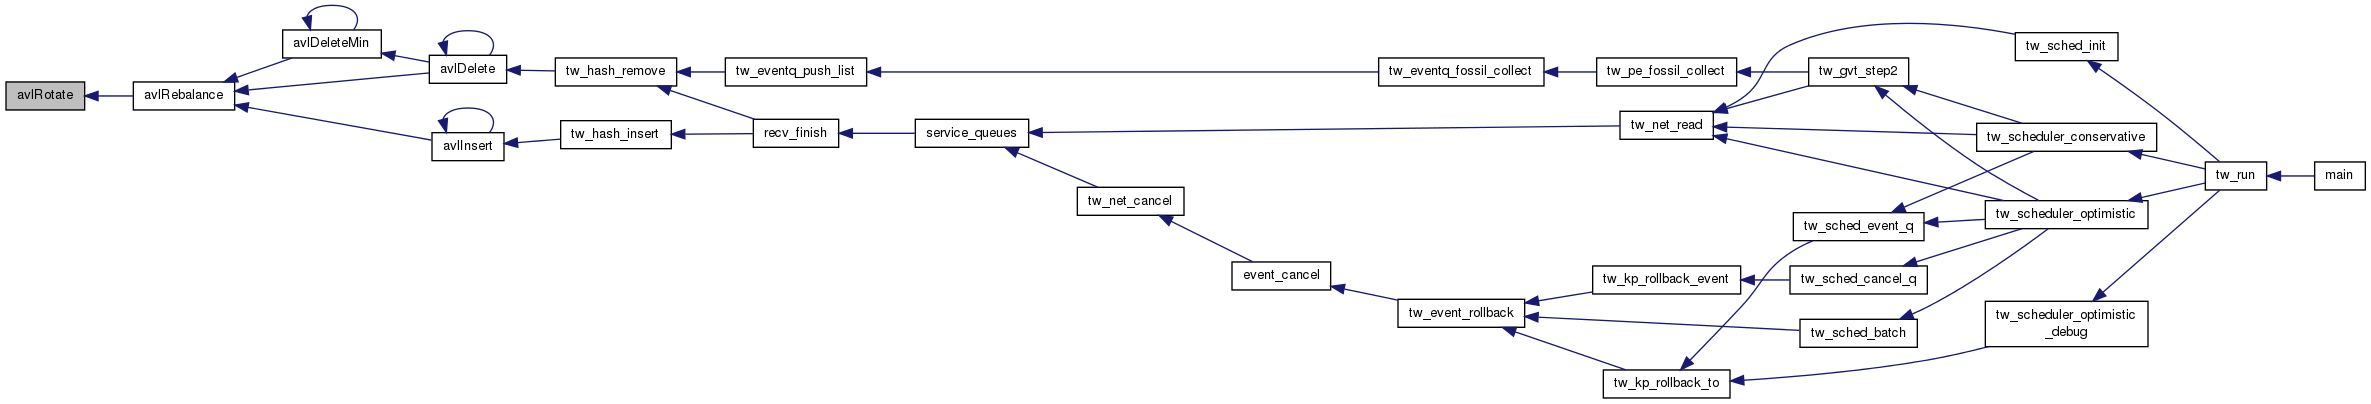 avlRotate
avlRebalance
avlDeleteMin
avlDelete
avlInsert
tw_hash_remove
tw_hash_insert
tw_eventq_push_list
recv_finish
service_queues
tw_net_cancel
event_cancel
tw_eventq_fossil_collect
tw_event_rollback
tw_pe_fossil_collect
tw_net_read
tw_kp_rollback_event
tw_kp_rollback_to
tw_gvt_step2
tw_sched_event_q
tw_sched_cancel_q
tw_sched_batch
tw_sched_init
tw_scheduler_conservative
tw_scheduler_optimistic
tw_scheduler_optimistic
_debug
tw_run
main